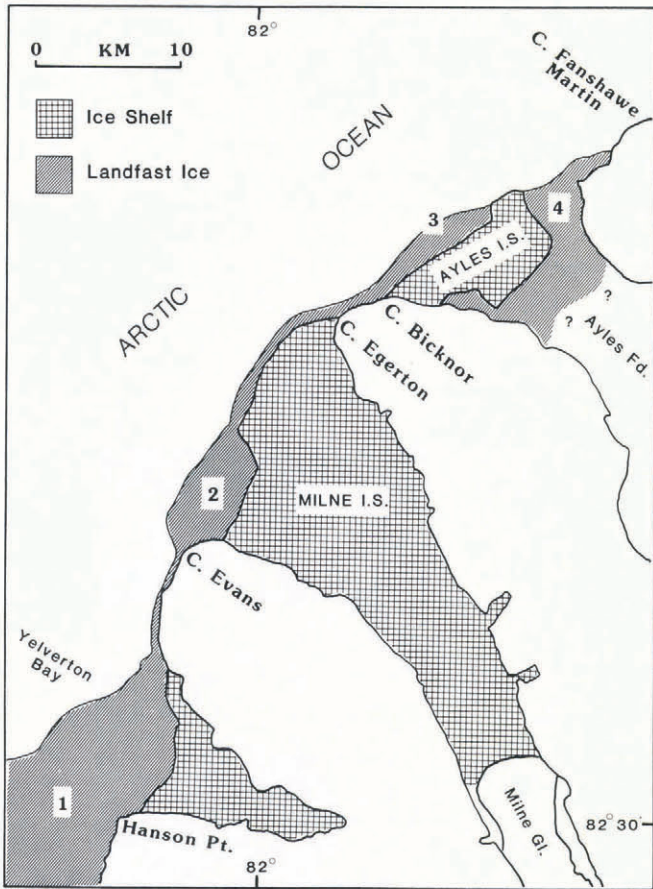 82°
0 KM 10
Ice Shelf
Landfast Ice
C. Fanshawe
Martin
OCEAN
ARCTIC
3
4
AYLES I.S.
?
?
Ayles Fd.
C. Bicknor
C. Egerton
2
MILNE I.S.
C. Evans
Yelverton
Bay
1
Hanson Pt.
Milne Gl.
82° 30
82°